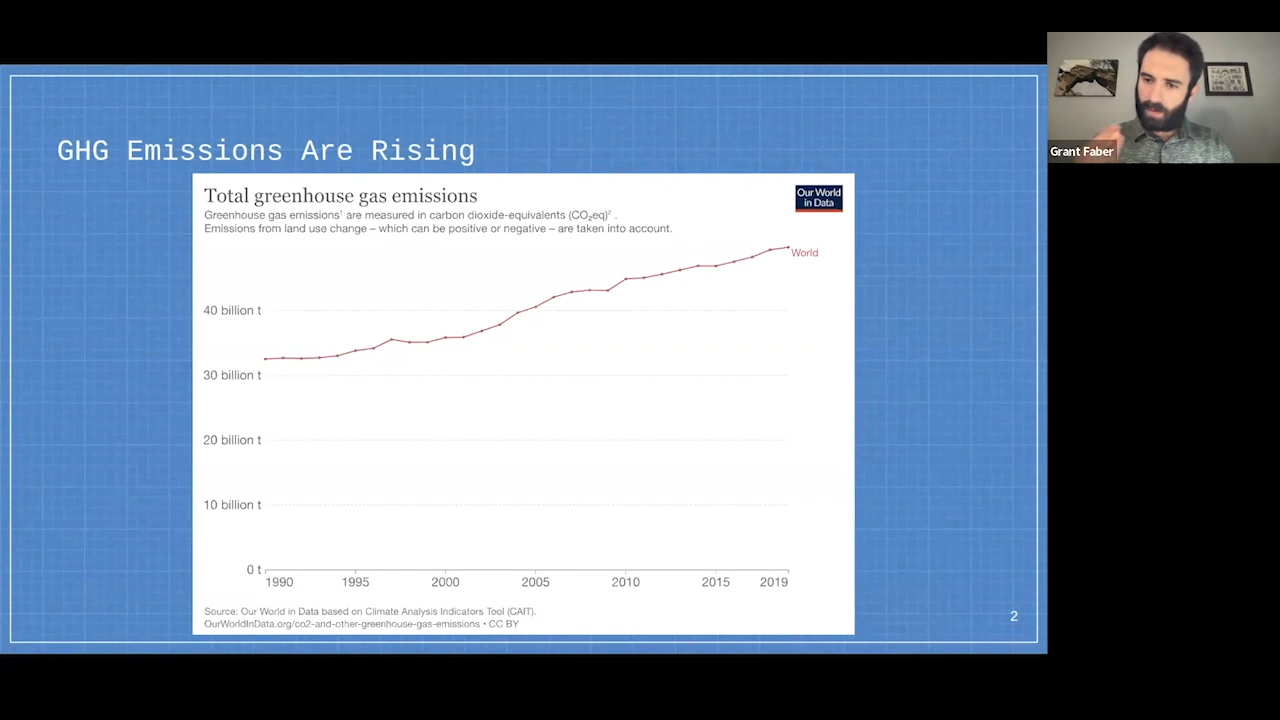 GHG Emissions Are Rising
Total greenhouse gas emissions
Our World
in Data
Greenhouse gas emissions¹ are measured in carbon dioxide-equivalents (CO₂eq)² .
Emissions from land use change – which can be positive or negative – are taken into account.
World
40 billion t
30 billion t
20 billion t
10 billion t
0 t
1990 1995 2000 2005 2010 2015 2019
Source: Our World in Data based on Climate Analysis Indicators Tool (CAIT).
OurWorldInData.org/co2-and-other-greenhouse-gas-emissions • CC BY
2
Grant Faber